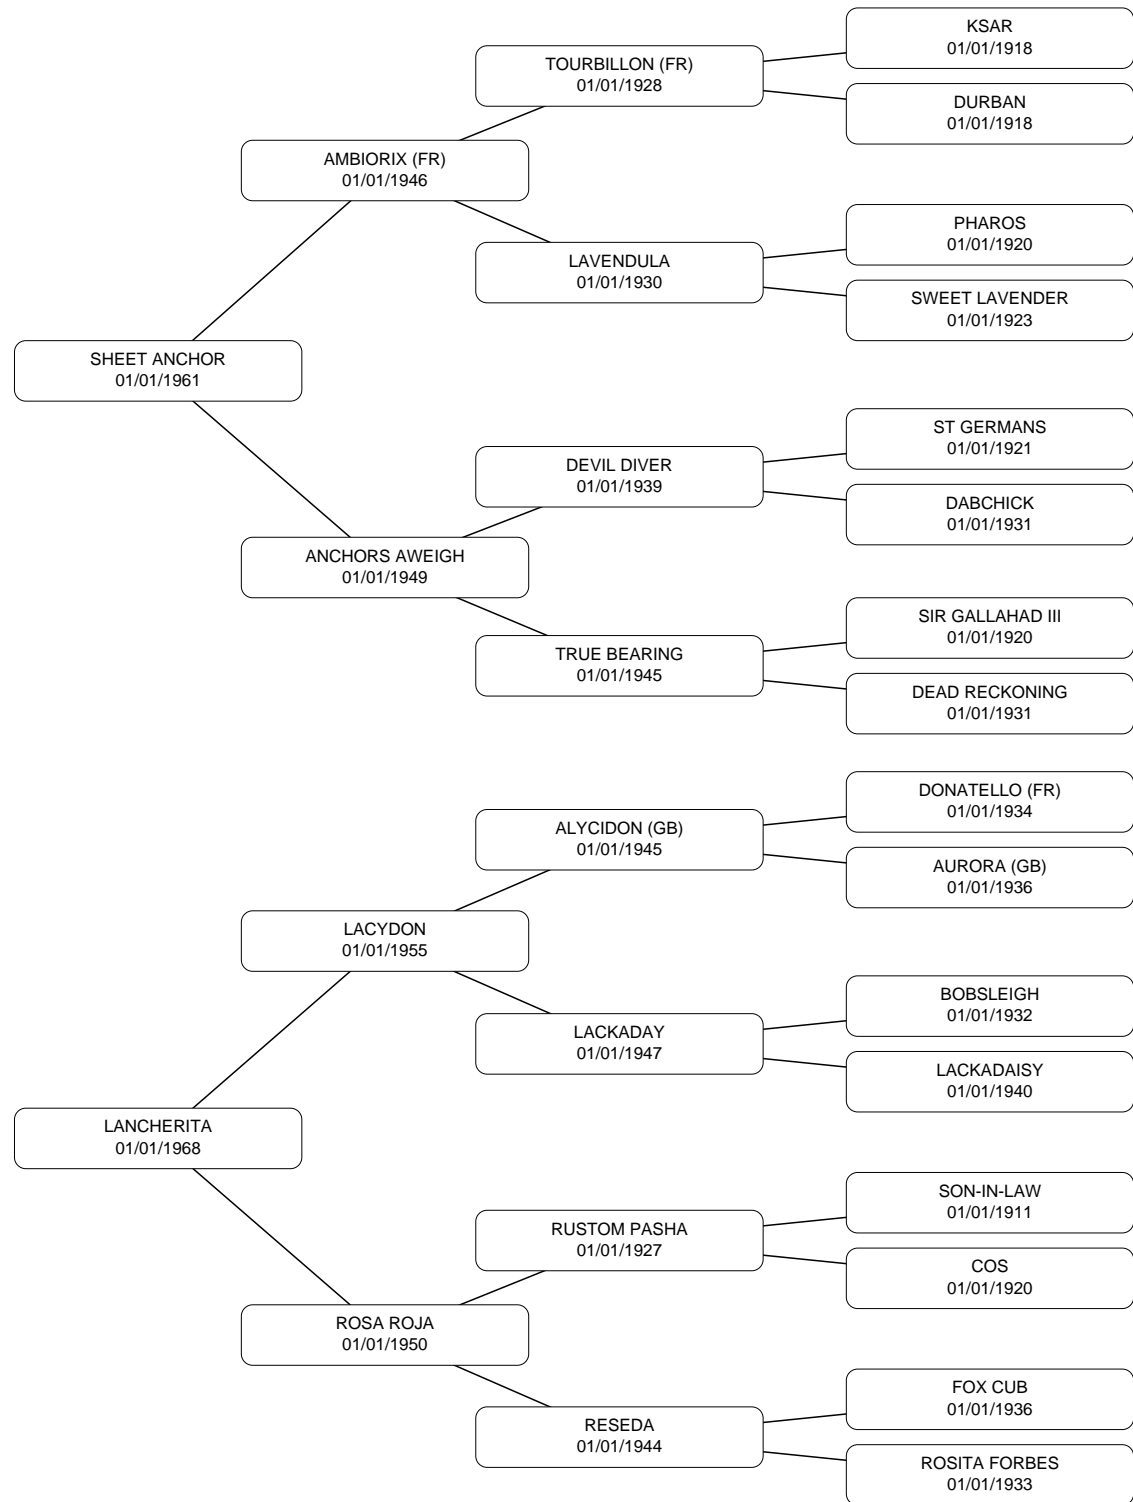 KSAR
01/01/1918
TOURBILLON (FR)
01/01/1928
DURBAN
01/01/1918
AMBIORIX (FR)
01/01/1946
PHAROS
01/01/1920
LAVENDULA
01/01/1930
SWEET LAVENDER
01/01/1923
SHEET ANCHOR
01/01/1961
ST GERMANS
01/01/1921
DEVIL DIVER
01/01/1939
DABCHICK
01/01/1931
ANCHORS AWEIGH
01/01/1949
SIR GALLAHAD III
01/01/1920
TRUE BEARING
01/01/1945
DEAD RECKONING
01/01/1931
DONATELLO (FR)
01/01/1934
ALYCIDON (GB)
01/01/1945
AURORA (GB)
01/01/1936
LACYDON
01/01/1955
BOBSLEIGH
01/01/1932
LACKADAY
01/01/1947
LACKADAISY
01/01/1940
LANCHERITA
01/01/1968
SON-IN-LAW
01/01/1911
RUSTOM PASHA
01/01/1927
COS
01/01/1920
ROSA ROJA
01/01/1950
FOX CUB
01/01/1936
RESEDA
01/01/1944
ROSITA FORBES
01/01/1933